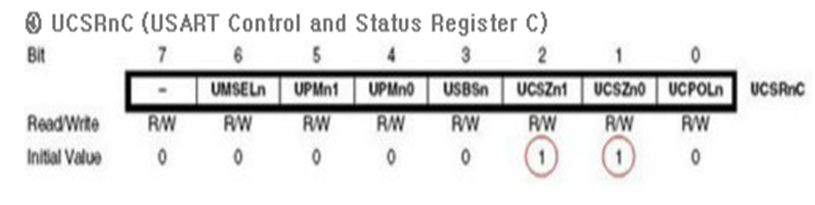 ④ UCSRnC (USART Control and Status Register C)
Bit 7 6 5 4 3 2 1 0
– UMSELn UPMn1 UPMn0 USBSn UCSZn1 UCSZn0 UCPOLn UCSRnC
Read/Write R/W R/W R/W R/W R/W R/W R/W R/W
Initial Value 0 0 0 0 0 1 1 0